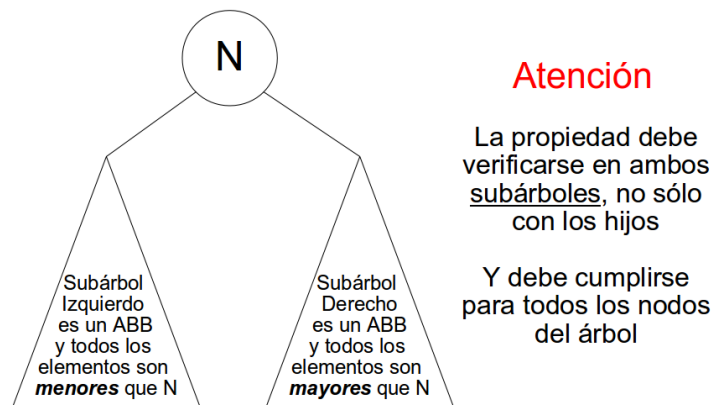 N
Atención
La propiedad debe
verificarse en ambos
subárboles, no sólo
con los hijos
Y debe cumplirse
para todos los nodos
del árbol
Subárbol
Izquierdo
es un ABB
y todos los
elementos son
menores que N
Subárbol
Derecho
es un ABB
y todos los
elementos son
mayores que N